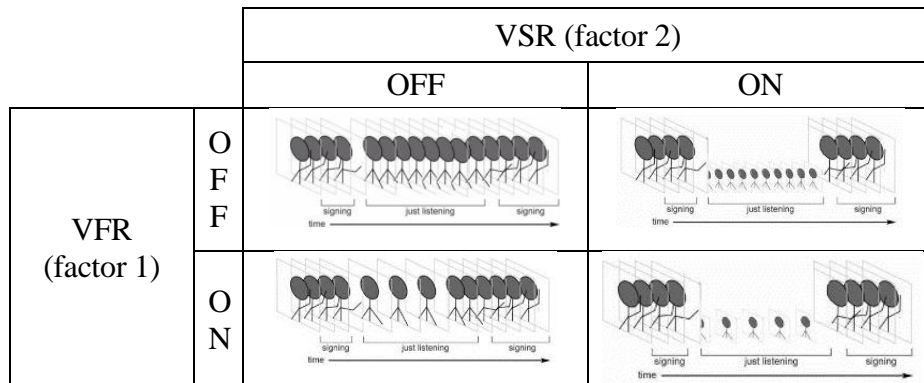 VSR (factor 2)
OFF
ON
VFR
(factor 1)
O
F
F
signing
just listening
signing
time
signing
just listening
signing
time
O
N
signing
just listening
signing
time
signing
just listening
signing
time